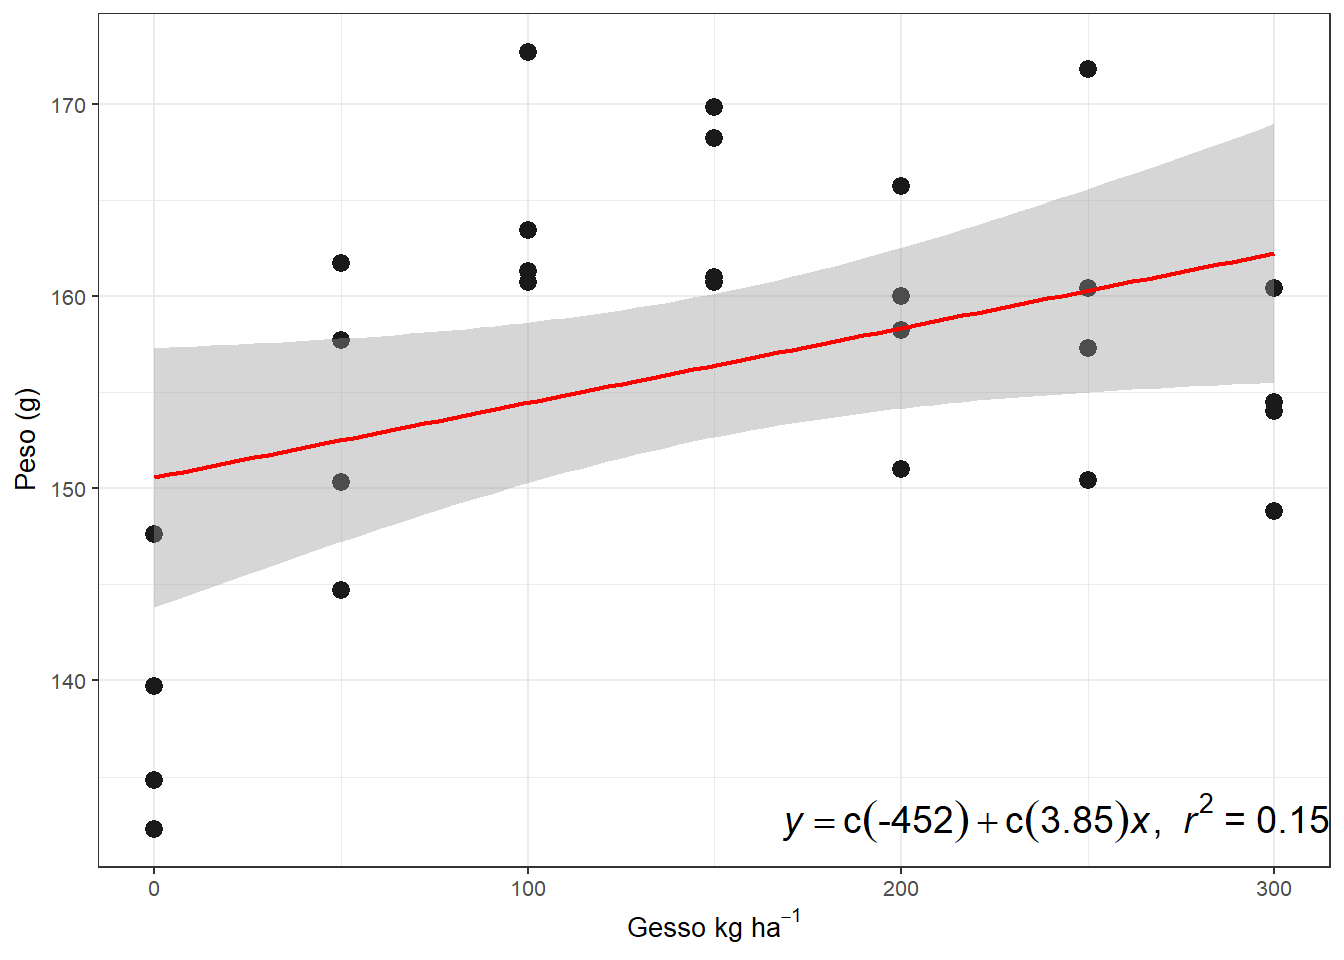 170
160
150
140
Peso (g)
y = c(-452) + c(3.85)x, r² = 0.15
0 100 200 300
Gesso kg ha⁻¹